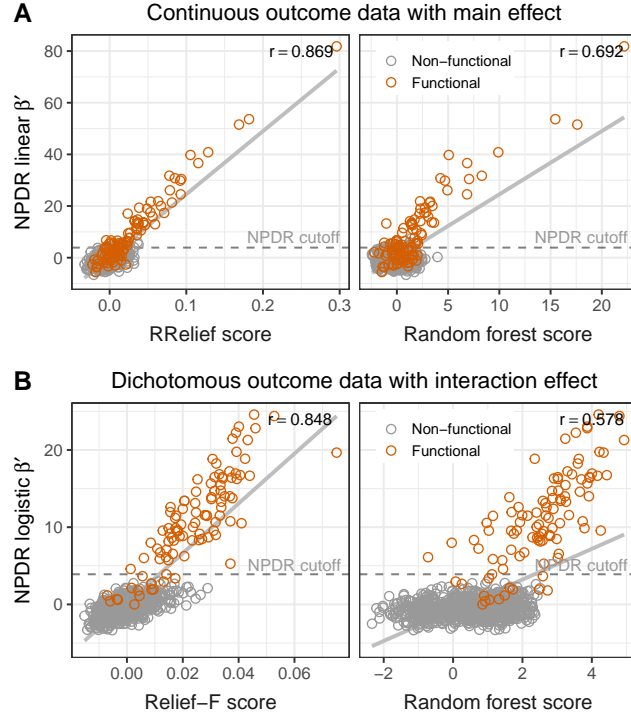 A
Continuous outcome data with main effect
NPDR linear β′
80
60
40
20
0
r = 0.869
NPDR cutoff
0.0
0.1
0.2
0.3
RRelief score
Non−functional
Functional
r = 0.692
NPDR cutoff
0
5
10
15
20
Random forest score
B
Dichotomous outcome data with interaction effect
NPDR logistic β′
20
10
0
r = 0.848
NPDR cutoff
0.00
0.02
0.04
0.06
Relief−F score
Non−functional
Functional
r = 0.578
NPDR cutoff
−2
0
2
4
Random forest score